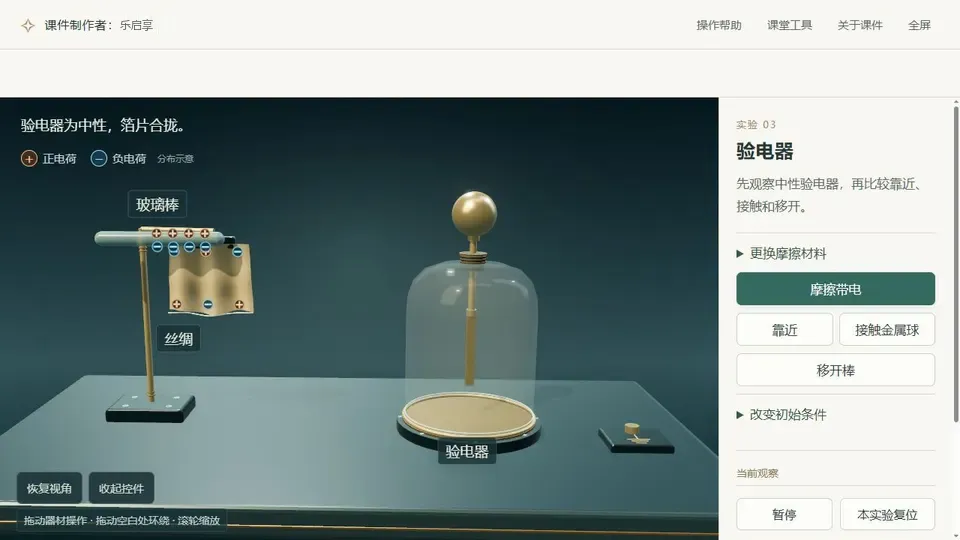 课件制作者：乐启享
操作帮助
课堂工具
关于课件
全屏
验电器为中性，箔片合拢。
+ 正电荷 − 负电荷 分布示意
玻璃棒
丝绸
验电器
恢复视角
收起控件
拖动器材操作·拖动空白处环绕·滚轮缩放
实验 03
验电器
先观察中性验电器，再比较靠近、
接触和移开。
更换摩擦材料
摩擦带电
靠近
接触金属球
移开棒
改变初始条件
当前观察
暂停
本实验复位